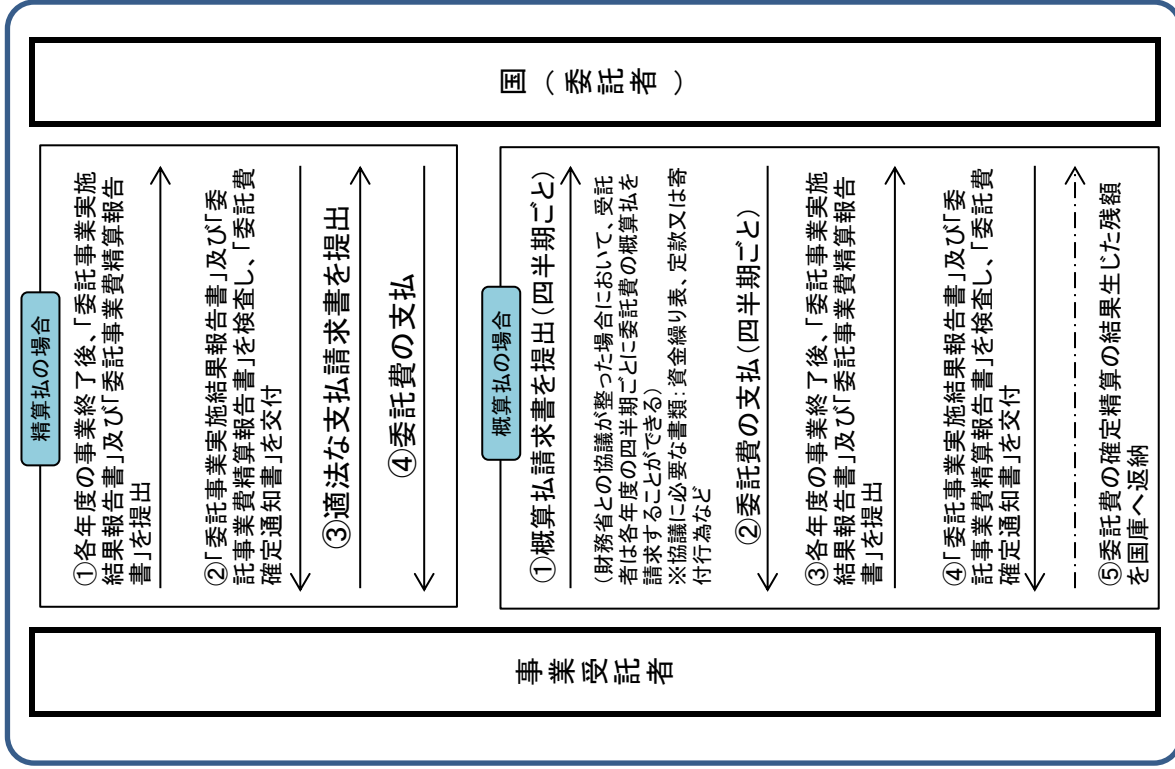 国（委託者）
精算払の場合
①各年度の事業終了後、「委託事業実施
結果報告書」及び「委託事業費精算報告
書」を提出
②「委託事業実施結果報告書」及び「委
託事業費精算報告書」を検査し、「委託費
確定通知書」を交付
③適法な支払請求書を提出
④委託費の支払
概算払の場合
①概算払請求書を提出（四半期ごと）
（財務省との協議が整った場合において、受託
者は各年度の四半期ごとに委託費の概算払を
請求することができる）
※協議に必要な書類：資金繰り表、定款又は寄
付行為など
②委託費の支払（四半期ごと）
③各年度の事業終了後、「委託事業実施
結果報告書」及び「委託事業費精算報告
書」を提出
④「委託事業実施結果報告書」及び「委
託事業費精算報告書」を検査し、「委託費
確定通知書」を交付
⑤委託費の確定精算の結果生じた残額
を国庫へ返納
事業受託者